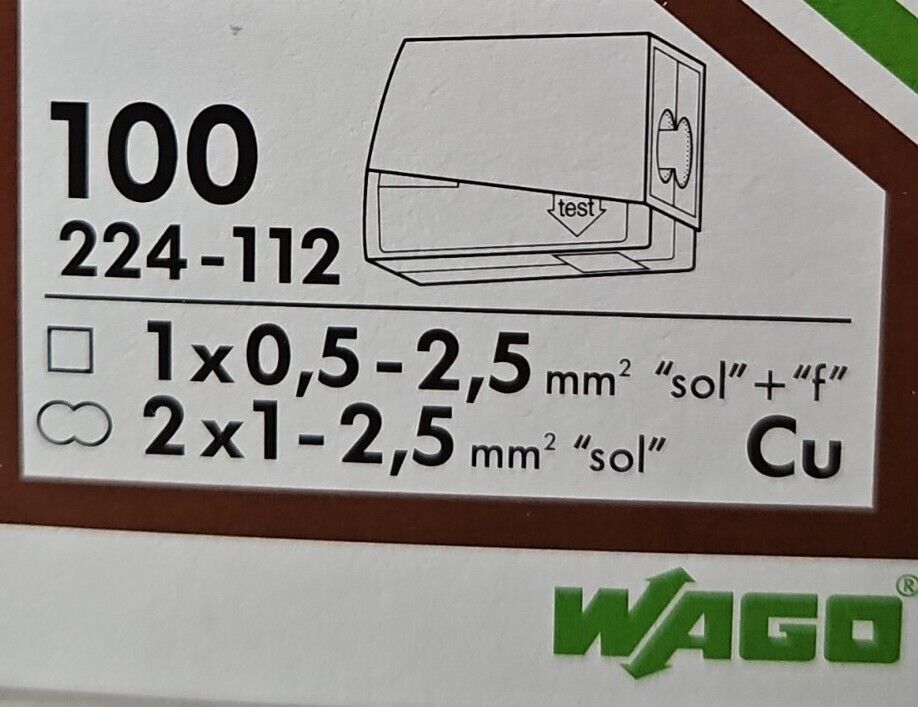 100
224-112
test
1x0,5-2,5 mm² "sol"+"f"
2x1-2,5 mm² "sol" Cu
WAGO®